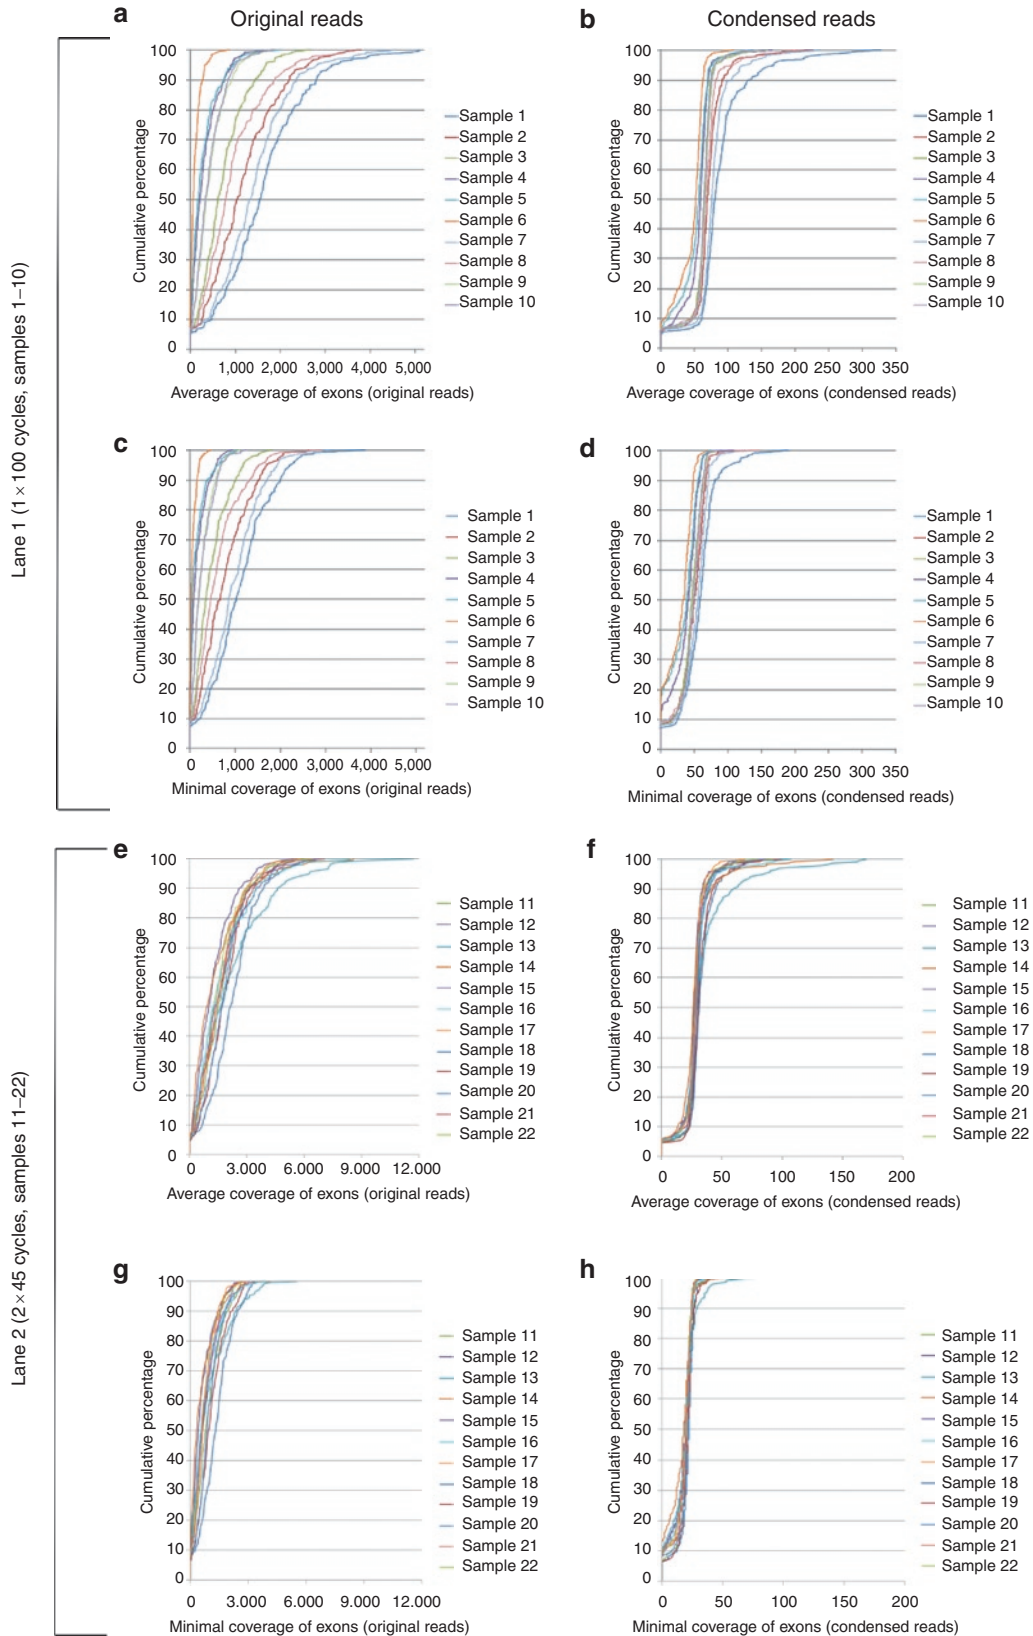 a
Original reads
100
90
80
70
60
50
40
30
20
10
0
Cumulative percentage
0 1,000 2,000 3,000 4,000 5,000
Average coverage of exons (original reads)
Sample 1
Sample 2
Sample 3
Sample 4
Sample 5
Sample 6
Sample 7
Sample 8
Sample 9
Sample 10
b
Condensed reads
100
90
80
70
60
50
40
30
20
10
0
Cumulative percentage
0 50 100 150 200 250 300 350
Average coverage of exons (condensed reads)
Sample 1
Sample 2
Sample 3
Sample 4
Sample 5
Sample 6
Sample 7
Sample 8
Sample 9
Sample 10
Lane 1 (1 × 100 cycles, samples 1–10)
c
100
90
80
70
60
50
40
30
20
10
0
Cumulative percentage
0 1,000 2,000 3,000 4,000 5,000
Minimal coverage of exons (original reads)
Sample 1
Sample 2
Sample 3
Sample 4
Sample 5
Sample 6
Sample 7
Sample 8
Sample 9
Sample 10
d
100
90
80
70
60
50
40
30
20
10
0
Cumulative percentage
0 50 100 150 200 250 300 350
Minimal coverage of exons (condensed reads)
Sample 1
Sample 2
Sample 3
Sample 4
Sample 5
Sample 6
Sample 7
Sample 8
Sample 9
Sample 10
e
100
90
80
70
60
50
40
30
20
10
0
Cumulative percentage
0 3.000 6.000 9.000 12.000
Average coverage of exons (original reads)
Sample 11
Sample 12
Sample 13
Sample 14
Sample 15
Sample 16
Sample 17
Sample 18
Sample 19
Sample 20
Sample 21
Sample 22
f
100
90
80
70
60
50
40
30
20
10
0
Cumulative percentage
0 50 100 150 200
Average coverage of exons (condensed reads)
Sample 11
Sample 12
Sample 13
Sample 14
Sample 15
Sample 16
Sample 17
Sample 18
Sample 19
Sample 20
Sample 21
Sample 22
Lane 2 (2 × 45 cycles, samples 11–22)
g
100
90
80
70
60
50
40
30
20
10
0
Cumulative percentage
0 3.000 6.000 9.000 12.000
Minimal coverage of exons (original reads)
Sample 11
Sample 12
Sample 13
Sample 14
Sample 15
Sample 16
Sample 17
Sample 18
Sample 19
Sample 20
Sample 21
Sample 22
h
100
90
80
70
60
50
40
30
20
10
0
Cumulative percentage
0 50 100 150 200
Minimal coverage of exons (condensed reads)
Sample 11
Sample 12
Sample 13
Sample 14
Sample 15
Sample 16
Sample 17
Sample 18
Sample 19
Sample 20
Sample 21
Sample 22